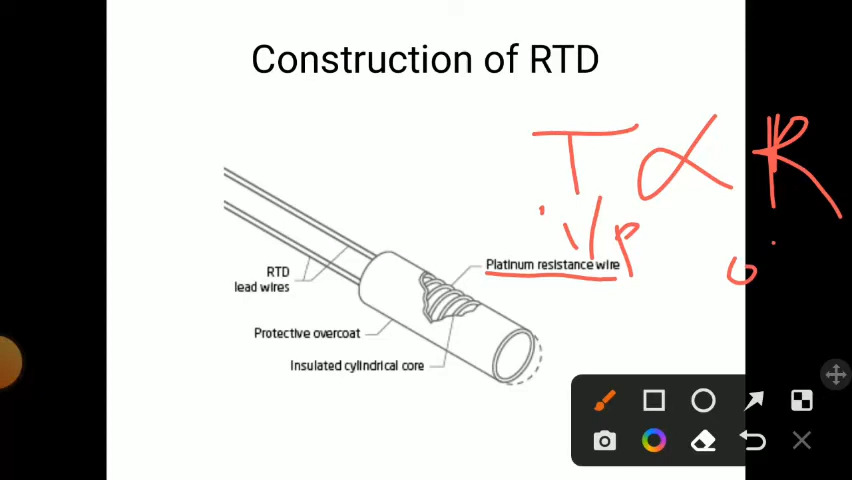 Construction of RTD
T ∝ R
i/p
o
Platinum resistance wire
RTD
lead wires
Protective overcoat
Insulated cylindrical core